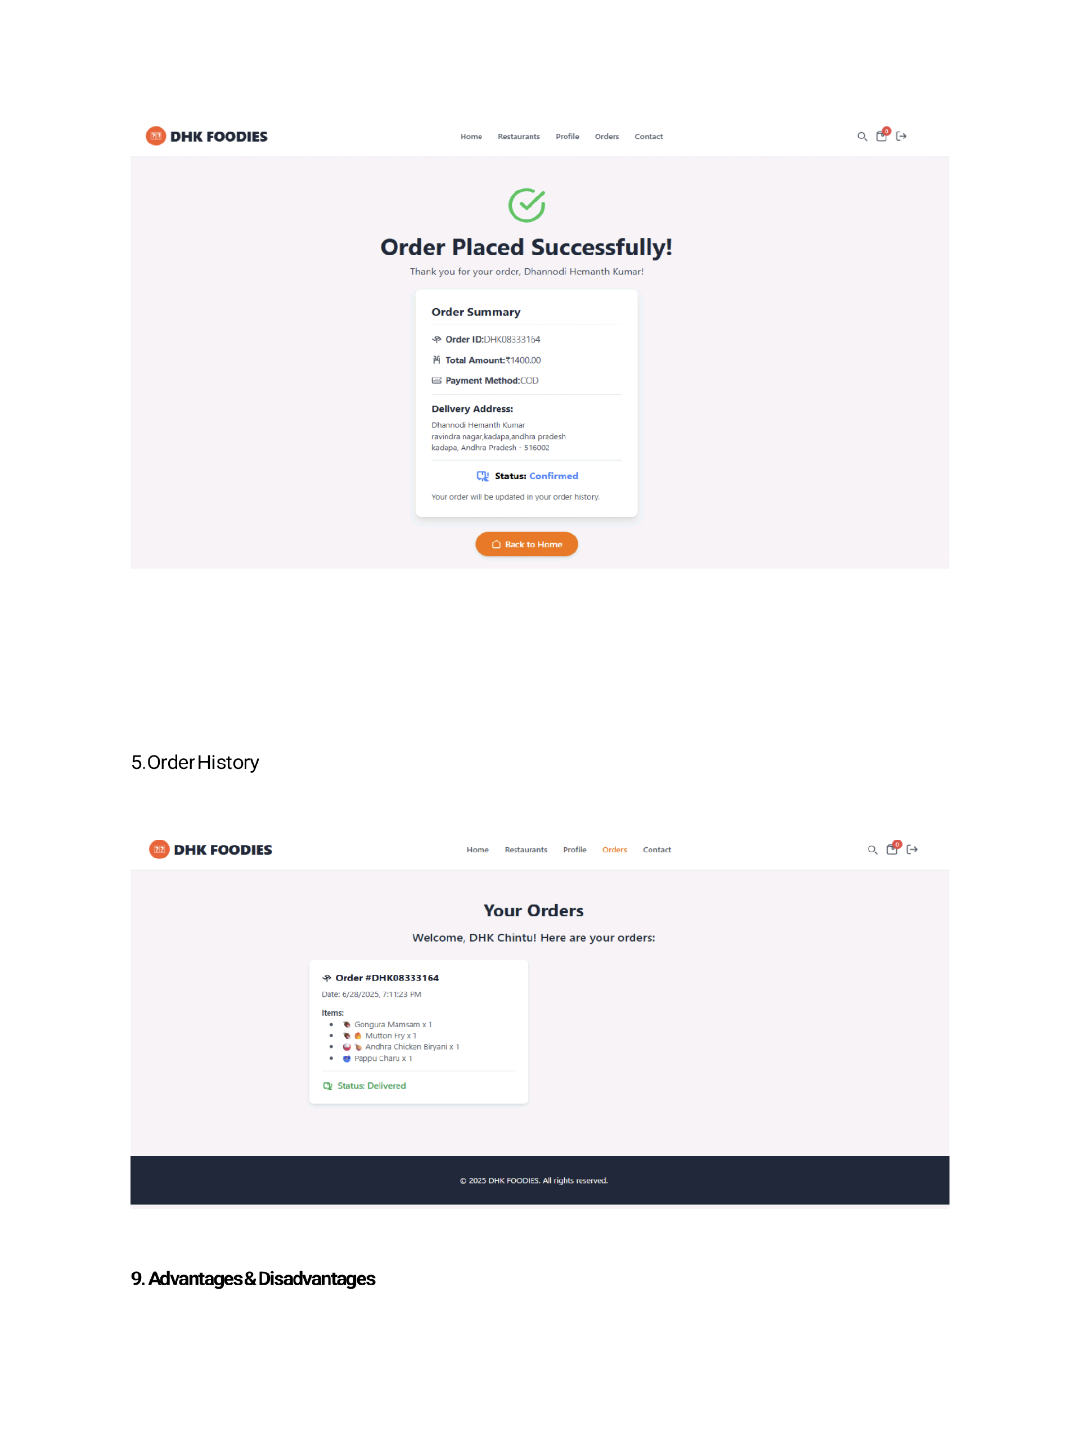 DHK FOODIES
Home Restaurants Profile Orders Contact
0
Order Placed Successfully!
Thank you for your order, Dhannodi Hemanth Kumar!
Order Summary
Order ID:DHK08333164
Total Amount:₹1400.00
Payment Method:COD
Delivery Address:
Dhannodi Hemanth Kumar
ravindra nagar,kadapa,andhra pradesh
kadapa, Andhra Pradesh - 516002
Status: Confirmed
Your order will be updated in your order history.
Back to Home
5.Order History
DHK FOODIES
Home Restaurants Profile Orders Contact
0
Your Orders
Welcome, DHK Chintu! Here are your orders:
Order #DHK08333164
Date: 6/28/2025, 7:11:23 PM
Items:
Gongura Mamsam x 1
Mutton Fry x 1
Andhra Chicken Biryani x 1
Pappu Charu x 1
Status: Delivered
© 2025 DHK FOODIES. All rights reserved.
9. Advantages & Disadvantages